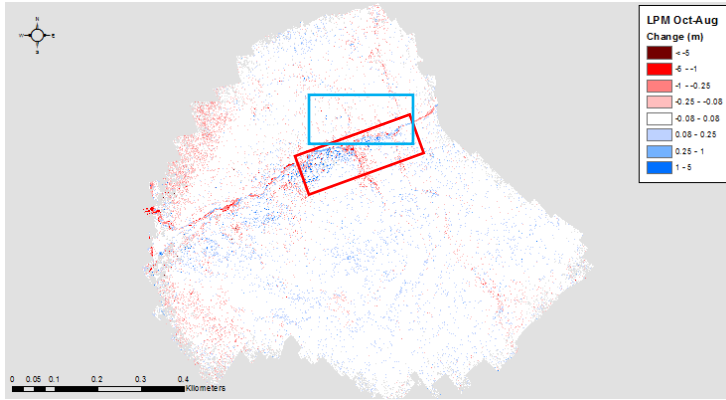 N
W
E
S
LPM Oct-Aug
Change (m)
< -5
-5 - -1
-1 - -0.25
-0.25 - -0.08
-0.08 - 0.08
0.08 - 0.25
0.25 - 1
1 - 5
0 0.05 0.1 0.2 0.3 0.4
Kilometers